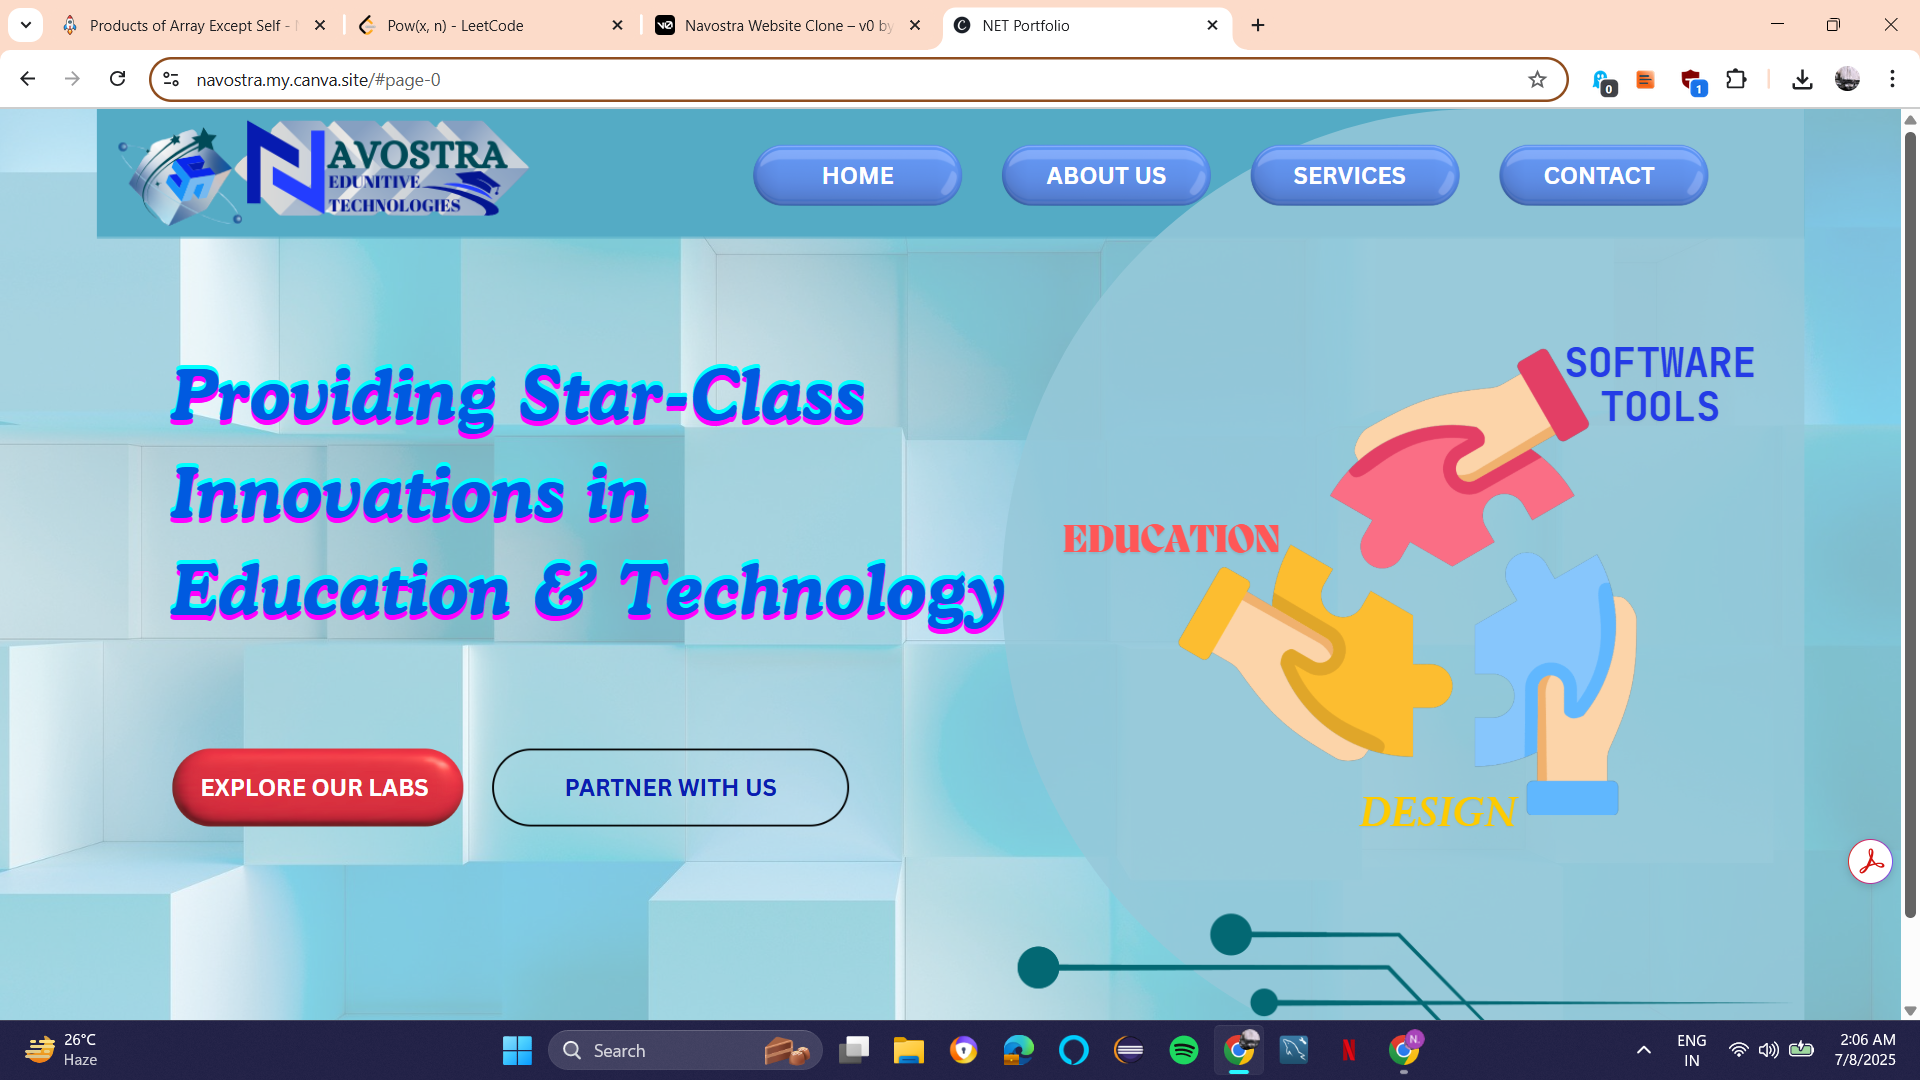 Products of Array Except Self -
Pow(x, n) - LeetCode
Navostra Website Clone – v0 by
NET Portfolio
navostra.my.canva.site/#page-0
0
1
NAVOSTRA
EDUNITIVE
TECHNOLOGIES
HOME
ABOUT US
SERVICES
CONTACT
Providing Star-Class
Innovations in
Education & Technology
SOFTWARE
TOOLS
EDUCATION
DESIGN
EXPLORE OUR LABS
PARTNER WITH US
26°C
Haze
Search
N
ENG
IN
2:06 AM
7/8/2025